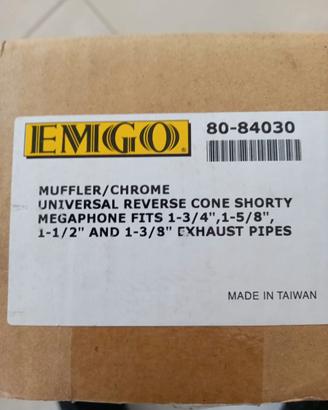 EMGO® 80-84030
MUFFLER/CHROME
UNIVERSAL REVERSE CONE SHORTY
MEGAPHONE FITS 1-3/4",1-5/8",
1-1/2" AND 1-3/8" EXHAUST PIPES
MADE IN TAIWAN